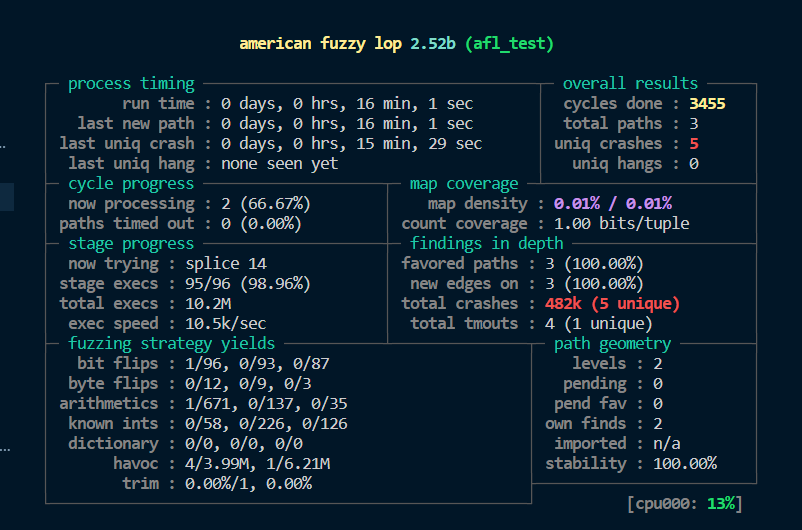 american fuzzy lop 2.52b (afl_test)
process timing overall results
run time : 0 days, 0 hrs, 16 min, 1 sec cycles done : 3455
last new path : 0 days, 0 hrs, 16 min, 1 sec total paths : 3
last uniq crash : 0 days, 0 hrs, 15 min, 29 sec uniq crashes : 5
last uniq hang : none seen yet uniq hangs : 0
cycle progress map coverage
now processing : 2 (66.67%) map density : 0.01% / 0.01%
paths timed out : 0 (0.00%) count coverage : 1.00 bits/tuple
stage progress findings in depth
now trying : splice 14 favored paths : 3 (100.00%)
stage execs : 95/96 (98.96%) new edges on : 3 (100.00%)
total execs : 10.2M total crashes : 482k (5 unique)
exec speed : 10.5k/sec total tmouts : 4 (1 unique)
fuzzing strategy yields path geometry
bit flips : 1/96, 0/93, 0/87 levels : 2
byte flips : 0/12, 0/9, 0/3 pending : 0
arithmetics : 1/671, 0/137, 0/35 pend fav : 0
known ints : 0/58, 0/226, 0/126 own finds : 2
dictionary : 0/0, 0/0, 0/0 imported : n/a
havoc : 4/3.99M, 1/6.21M stability : 100.00%
trim : 0.00%/1, 0.00%
[cpu000: 13%]